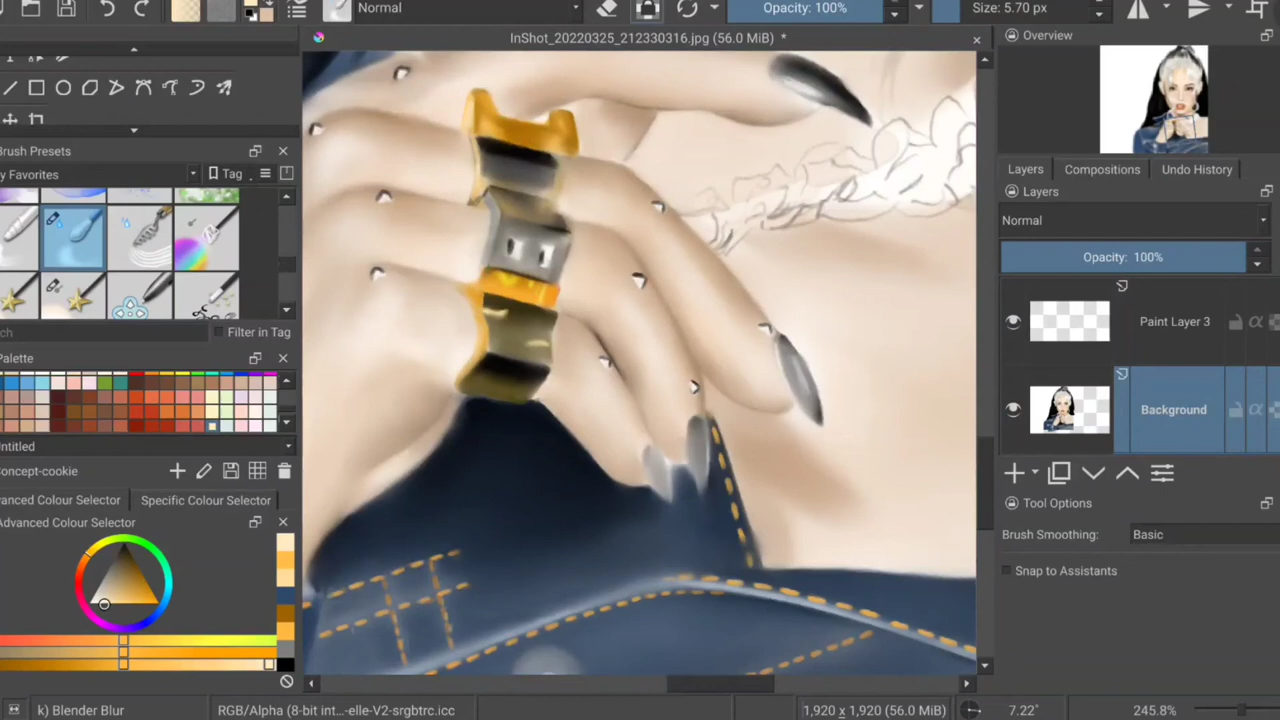 Normal
Opacity: 100%
Size: 5.70 px
InShot_20220325_212330316.jpg (56.0 MiB) *
Overview
Brush Presets
y Favorites
Tag
rch
Filter in Tag
Palette
Untitled
Concept-cookie
anced Colour Selector
Specific Colour Selector
Advanced Colour Selector
Layers
Compositions
Undo History
Layers
Normal
Opacity: 100%
Paint Layer 3
Background
Tool Options
Brush Smoothing:
Basic
Snap to Assistants
k) Blender Blur
RGB/Alpha (8-bit int...-elle-V2-srgbtrc.icc
1,920 x 1,920 (56.0 MiB)
7.22°
245.8%